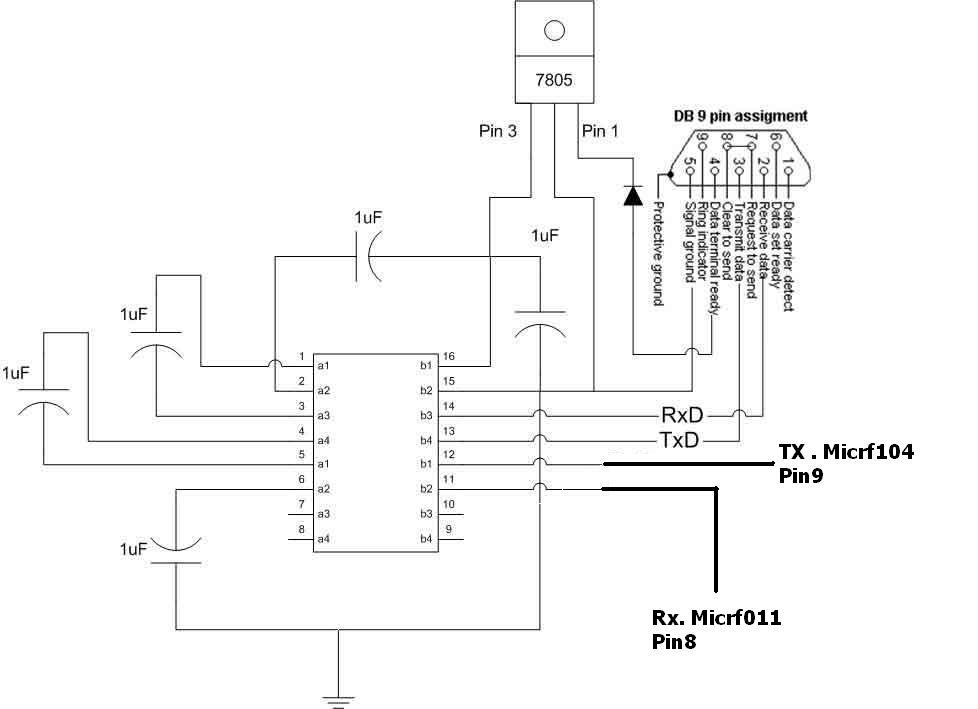 7805
Pin 3
Pin 1
DB 9 pin assigment
9 8 7 6
5 4 3 2 1
Protective ground
Signal ground
Ring indicator
Data terminal ready
Clear to send
Transmit data
Request to send
Receive data
Data set ready
Data carrier detect
1uF
1uF
1uF
1uF
1uF
1 a1 b1 16
2 a2 b2 15
3 a3 b3 14
4 a4 b4 13
5 a1 b1 12
6 a2 b2 11
7 a3 b3 10
8 a4 b4 9
RxD
TxD
TX . Micrf104
Pin9
Rx. Micrf011
Pin8